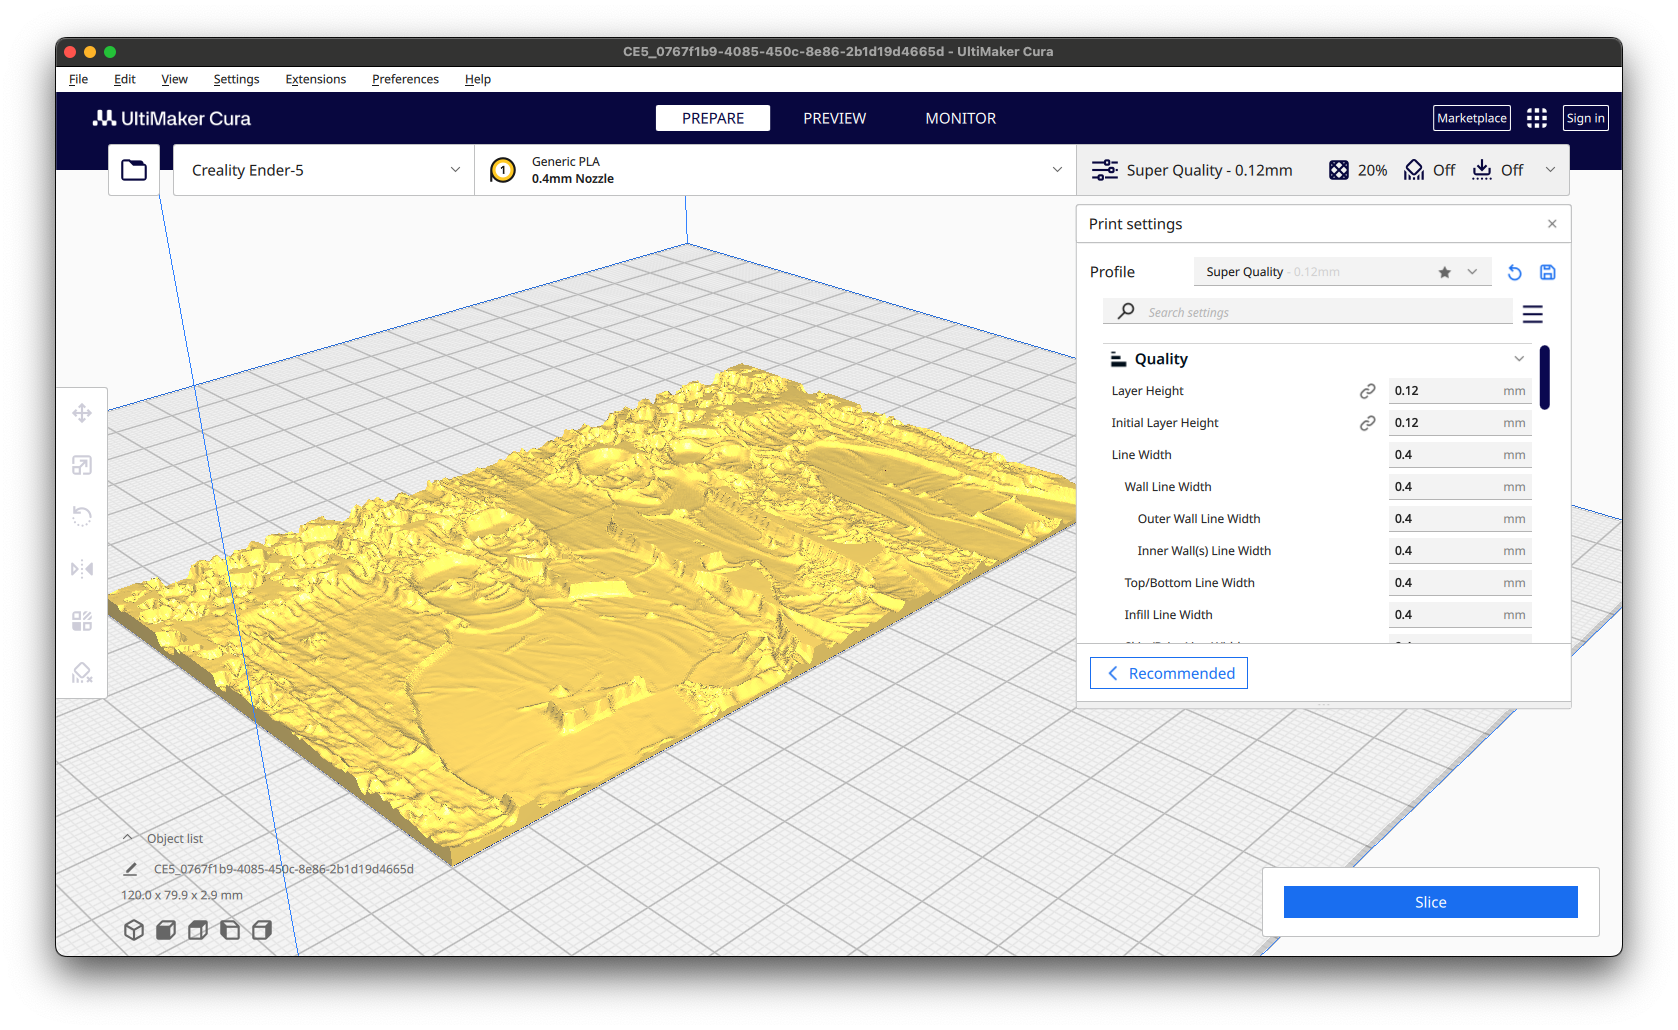 CE5_0767f1b9-4085-450c-8e86-2b1d19d4665d - UltiMaker Cura
File Edit View Settings Extensions Preferences Help
UltiMaker Cura
PREPARE PREVIEW MONITOR
Marketplace Sign in
Creality Ender-5
1
Generic PLA
0.4mm Nozzle
Super Quality - 0.12mm 20% Off Off
Print settings
Profile Super Quality - 0.12mm
Search settings
Quality
Layer Height 0.12 mm
Initial Layer Height 0.12 mm
Line Width 0.4 mm
Wall Line Width 0.4 mm
Outer Wall Line Width 0.4 mm
Inner Wall(s) Line Width 0.4 mm
Top/Bottom Line Width 0.4 mm
Infill Line Width 0.4 mm
Recommended
Object list
CE5_0767f1b9-4085-450c-8e86-2b1d19d4665d
120.0 x 79.9 x 2.9 mm
Slice